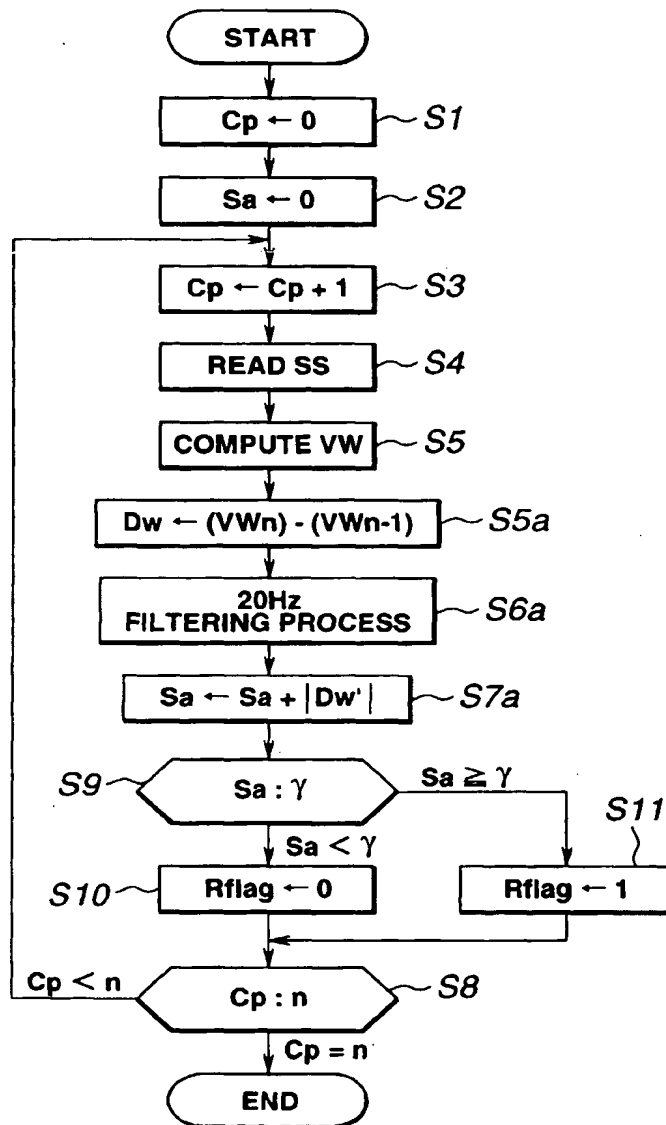 START
Cp ← 0
S1
Sa ← 0
S2
Cp ← Cp + 1
S3
READ SS
S4
COMPUTE VW
S5
Dw ← (VWn) - (VWn-1)
S5a
20Hz
FILTERING PROCESS
S6a
Sa ← Sa + |Dw'|
S7a
S9
Sa : γ
Sa ≧ γ
Sa < γ
S11
S10
Rflag ← 0
Rflag ← 1
Cp < n
Cp : n
S8
Cp = n
END